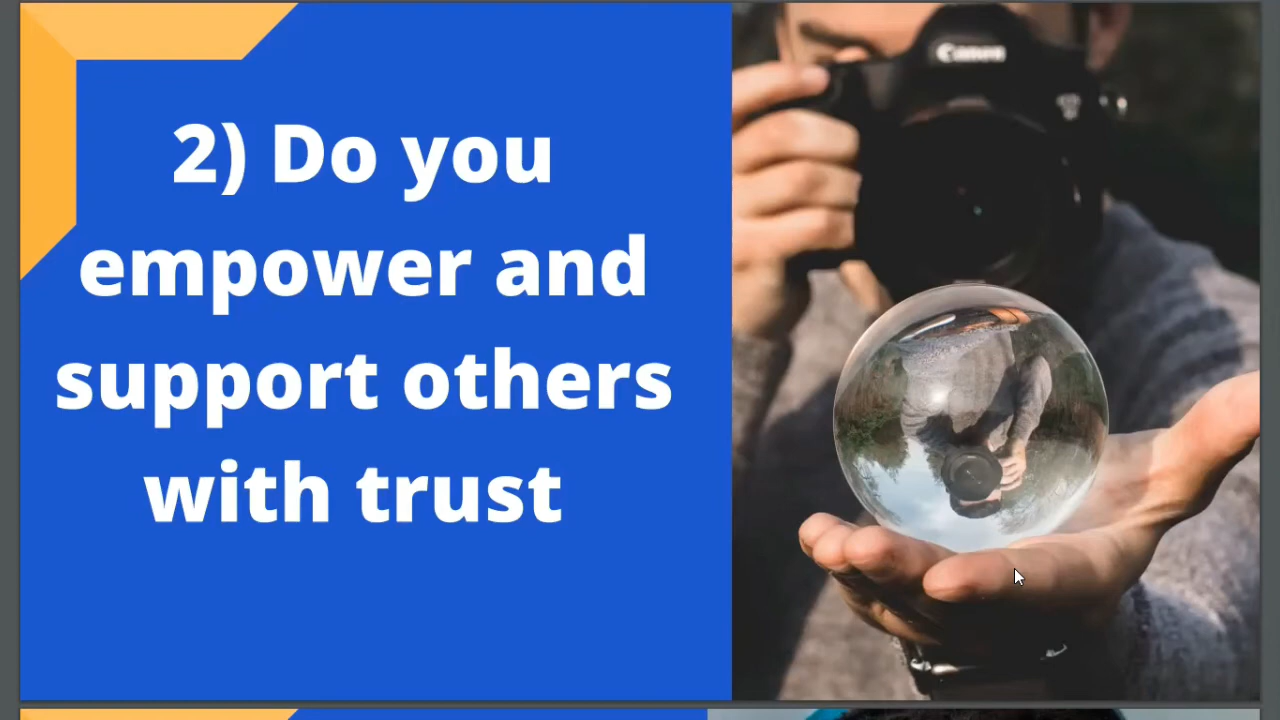 2) Do you
empower and
support others
with trust
Canon